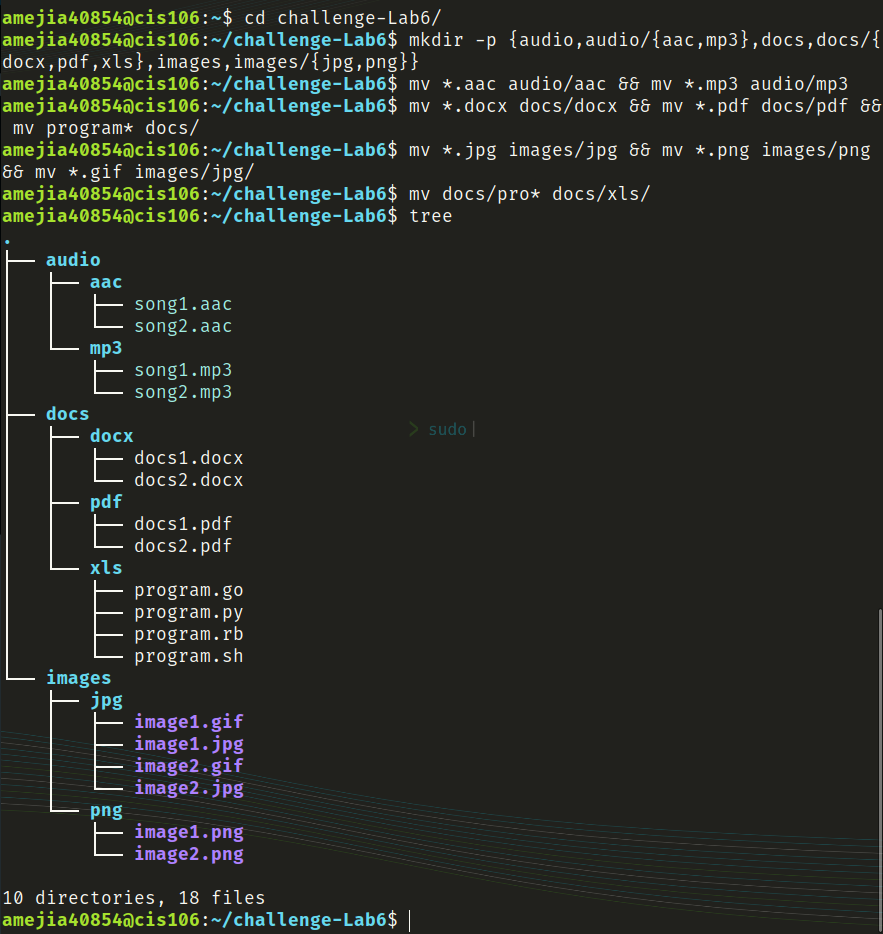 amejia40854@cis106:~$ cd challenge-Lab6/
amejia40854@cis106:~/challenge-Lab6$ mkdir -p {audio,audio/{aac,mp3},docs,docs/{
docx,pdf,xls},images,images/{jpg,png}}
amejia40854@cis106:~/challenge-Lab6$ mv *.aac audio/aac && mv *.mp3 audio/mp3
amejia40854@cis106:~/challenge-Lab6$ mv *.docx docs/docx && mv *.pdf docs/pdf &&
 mv program* docs/
amejia40854@cis106:~/challenge-Lab6$ mv *.jpg images/jpg && mv *.png images/png
&& mv *.gif images/jpg/
amejia40854@cis106:~/challenge-Lab6$ mv docs/pro* docs/xls/
amejia40854@cis106:~/challenge-Lab6$ tree
.
├── audio
│   ├── aac
│   │   ├── song1.aac
│   │   └── song2.aac
│   └── mp3
│       ├── song1.mp3
│       └── song2.mp3
├── docs
> sudo
│   ├── docx
│   │   ├── docs1.docx
│   │   └── docs2.docx
│   ├── pdf
│   │   ├── docs1.pdf
│   │   └── docs2.pdf
│   └── xls
│       ├── program.go
│       ├── program.py
│       ├── program.rb
│       └── program.sh
└── images
    ├── jpg
    │   ├── image1.gif
    │   ├── image1.jpg
    │   ├── image2.gif
    │   └── image2.jpg
    └── png
        ├── image1.png
        └── image2.png
10 directories, 18 files
amejia40854@cis106:~/challenge-Lab6$